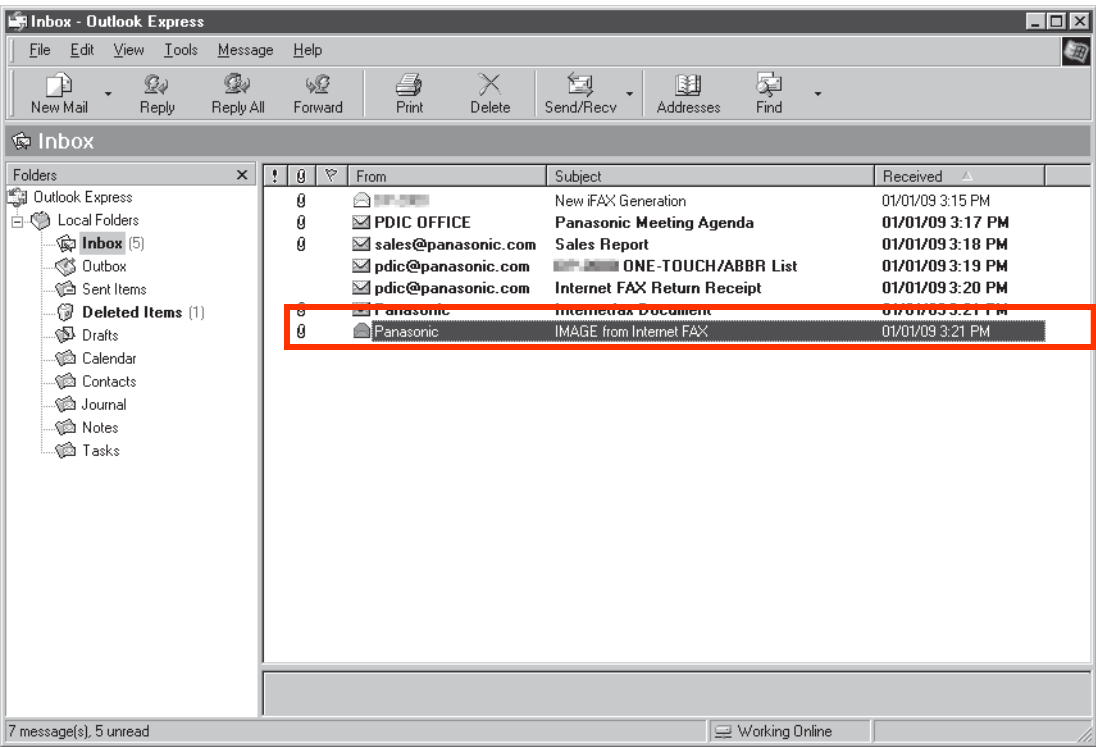 Inbox - Outlook Express
File Edit View Tools Message Help
New Mail Reply Reply All Forward Print Delete Send/Recv Addresses Find
Inbox
Folders
Outlook Express
Local Folders
Inbox (5)
Outbox
Sent Items
Deleted Items (1)
Drafts
Calendar
Contacts
Journal
Notes
Tasks
! From Subject Received
New iFAX Generation 01/01/09 3:15 PM
PDIC OFFICE Panasonic Meeting Agenda 01/01/09 3:17 PM
sales@panasonic.com Sales Report 01/01/09 3:18 PM
pdic@panasonic.com ONE-TOUCH/ABBR List 01/01/09 3:19 PM
pdic@panasonic.com Internet FAX Return Receipt 01/01/09 3:20 PM
Panasonic Internetfax Document 01/01/09 3:21 PM
Panasonic IMAGE from Internet FAX 01/01/09 3:21 PM
7 message(s), 5 unread Working Online